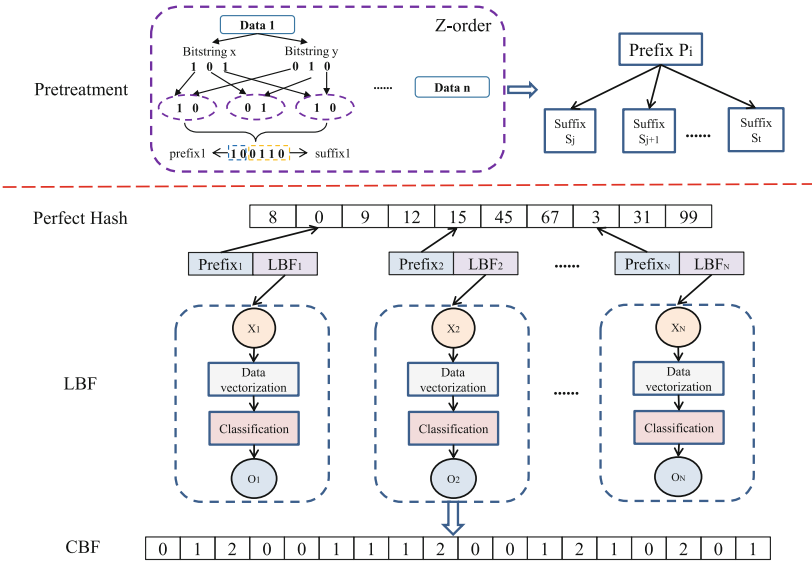 Data 1
Z-order
Bitstring x
Bitstring y
1 0 1
0 1 0
Pretreatment
......
Data n
1 0
0 1
1 0
prefix1
1 0 0 1 1 0
suffix1
Prefix Pi
Suffix
Sj
Suffix
Sj+1
......
Suffix
St
Perfect Hash
8 0 9 12 15 45 67 3 31 99
Prefix1 LBF1
Prefix2 LBF2
......
PrefixN LBFN
X1
X2
XN
LBF
Data
vectorization
Data
vectorization
......
Data
vectorization
Classification
Classification
Classification
O1
O2
ON
CBF
0 1 2 0 0 1 1 1 2 0 0 1 2 1 0 2 0 1